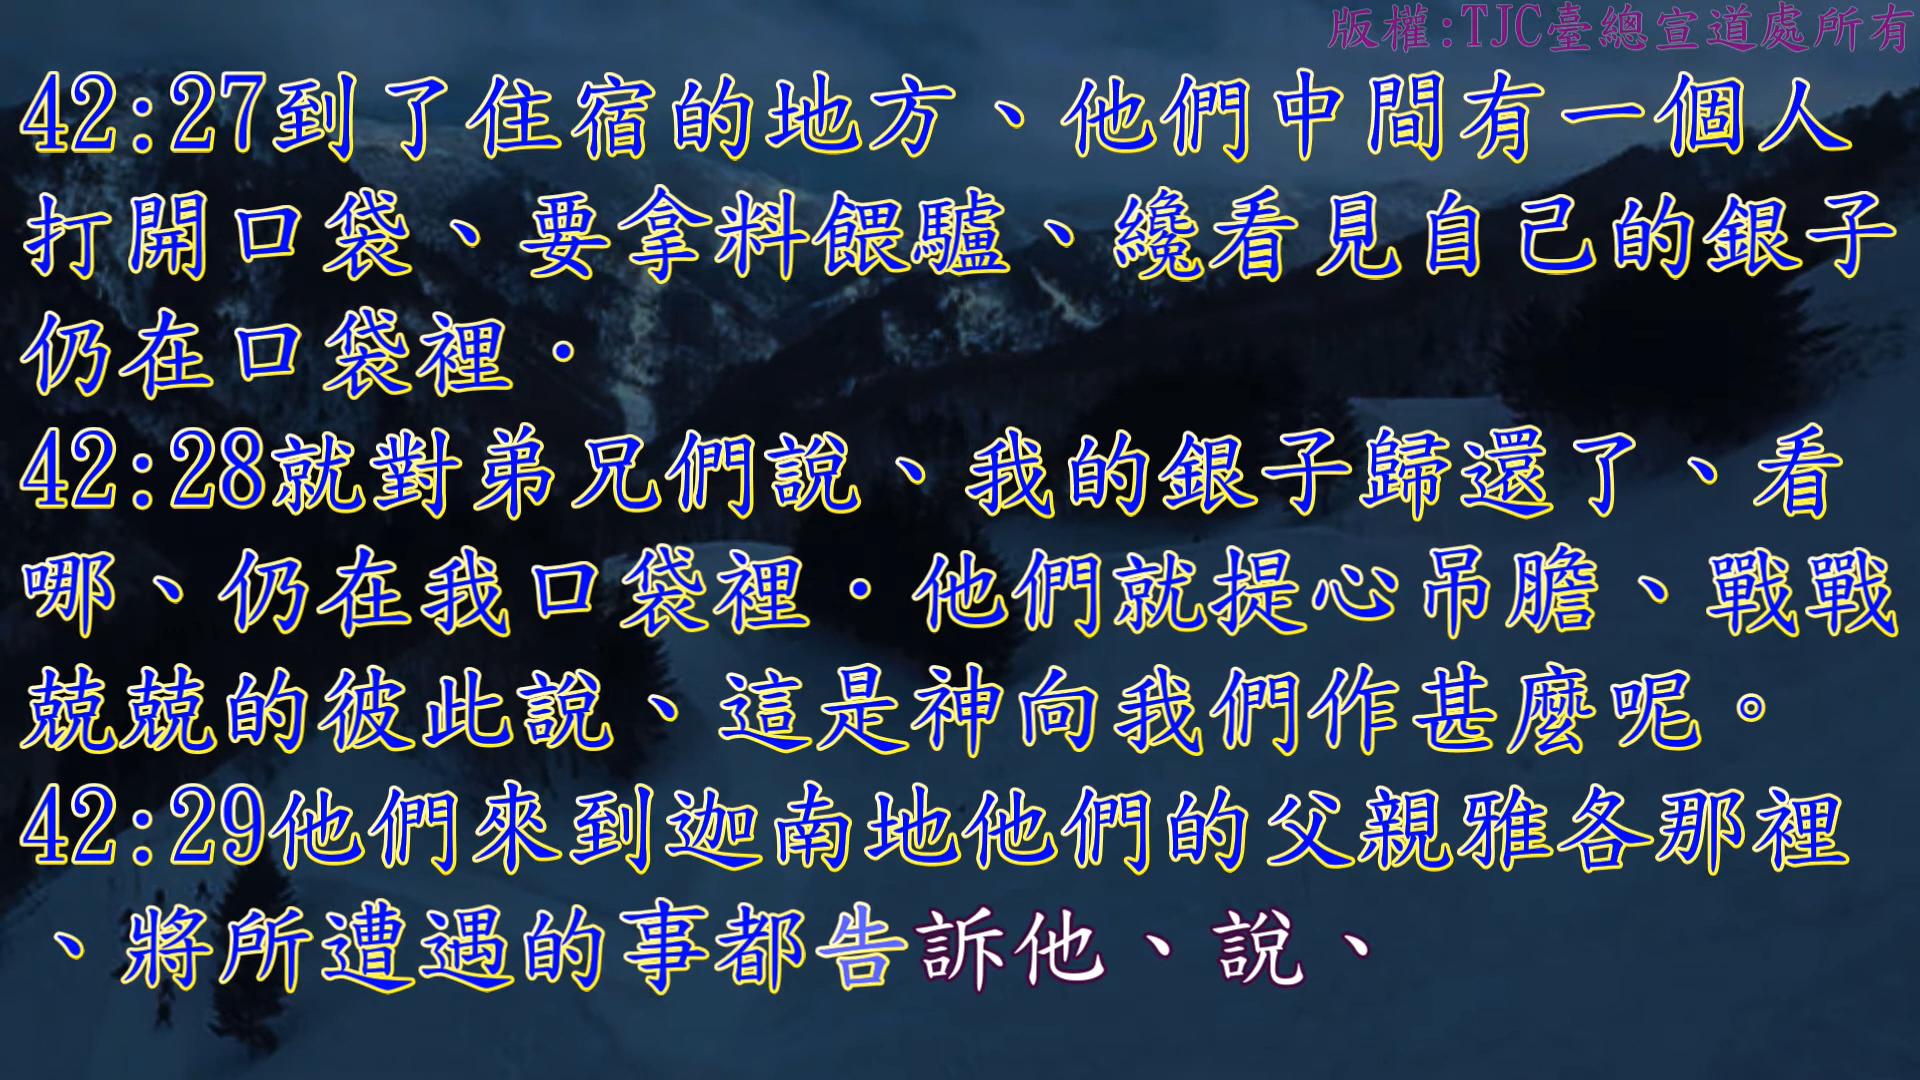 版權:TJC臺總宣道處所有
42:27到了住宿的地方、他們中間有一個人
打開口袋、要拿料餵驢、纔看見自己的銀子
仍在口袋裡．
42:28就對弟兄們說、我的銀子歸還了、看
哪、仍在我口袋裡．他們就提心吊膽、戰戰
兢兢的彼此說、這是神向我們作甚麼呢。
42:29他們來到迦南地他們的父親雅各那裡
、將所遭遇的事都告訴他、說、